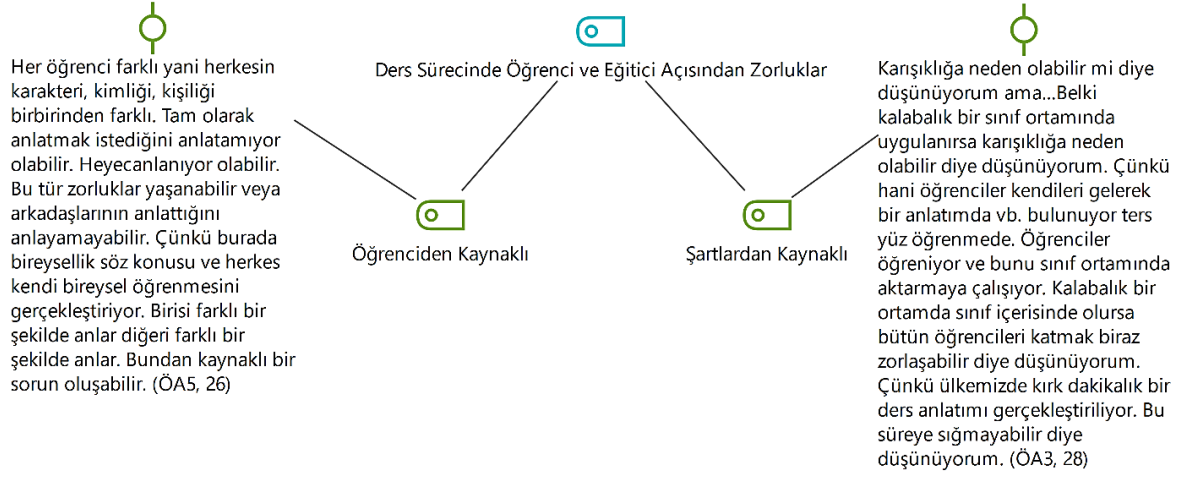 Her öğrenci farklı yani herkesin
karakteri, kimliği, kişiliği
birbirinden farklı. Tam olarak
anlatmak istediğini anlatamıyor
olabilir. Heyecanlanıyor olabilir.
Bu tür zorluklar yaşanabilir veya
arkadaşlarının anlattığını
anlayamayabilir. Çünkü burada
bireysellik söz konusu ve herkes
kendi bireysel öğrenmesini
gerçekleştiriyor. Birisi farklı bir
şekilde anlar diğeri farklı bir
şekilde anlar. Bundan kaynaklı bir
sorun oluşabilir. (ÖA5, 26)
Ders Sürecinde Öğrenci ve Eğitici Açısından Zorluklar
Öğrenciden Kaynaklı
Şartlardan Kaynaklı
Karışıklığa neden olabilir mi diye
düşünüyorum ama...Belki
kalabalık bir sınıf ortamında
uygulanırsa karışıklığa neden
olabilir diye düşünüyorum. Çünkü
hani öğrenciler kendileri gelerek
bir anlatımda vb. bulunuyor ters
yüz öğrenmede. Öğrenciler
öğreniyor ve bunu sınıf ortamında
aktarmaya çalışıyor. Kalabalık bir
ortamda sınıf içerisinde olursa
bütün öğrencileri katmak biraz
zorlaşabilir diye düşünüyorum.
Çünkü ülkemizde kırk dakikalık bir
ders anlatımı gerçekleştiriliyor. Bu
süreye sığmayabilir diye
düşünüyorum. (ÖA3, 28)